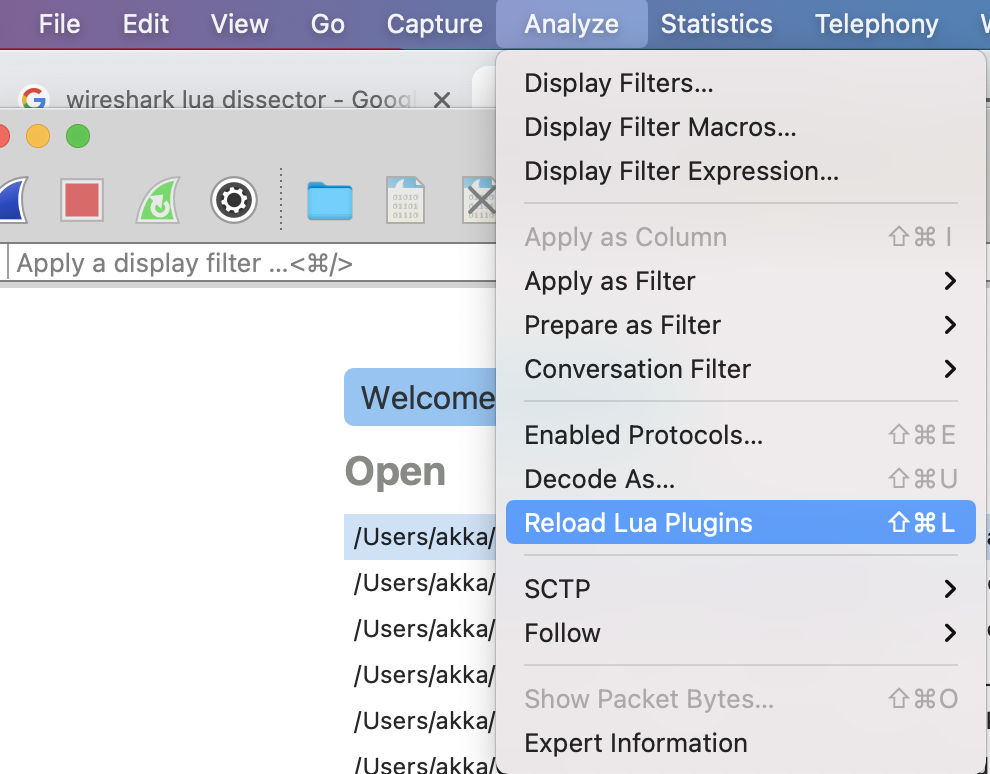 File Edit View Go Capture Analyze Statistics Telephony
wireshark lua dissector - Goog
Apply a display filter ...<⌘/>
Welcome
Open
/Users/akka/
/Users/akka/
/Users/akka/
/Users/akka/
/Users/akka/
/Users/akka/
Display Filters...
Display Filter Macros...
Display Filter Expression...
Apply as Column ⇧⌘ I
Apply as Filter
Prepare as Filter
Conversation Filter
Enabled Protocols... ⇧⌘E
Decode As... ⇧⌘U
Reload Lua Plugins ⇧⌘L
SCTP
Follow
Show Packet Bytes... ⇧⌘O
Expert Information